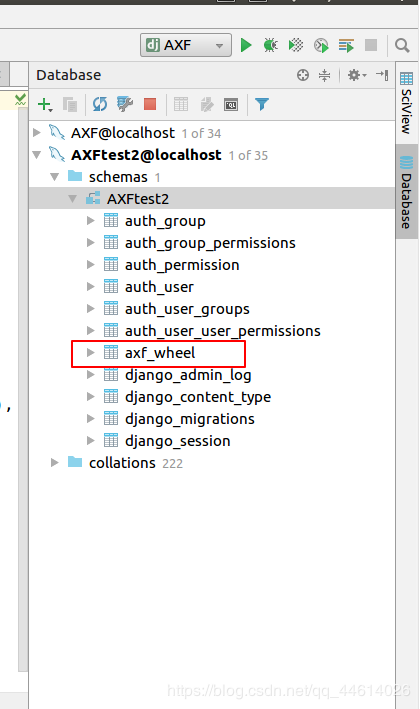 dj AXF
Database
AXF@localhost 1 of 34
AXFtest2@localhost 1 of 35
schemas 1
AXFtest2
auth_group
auth_group_permissions
auth_permission
auth_user
auth_user_groups
auth_user_user_permissions
axf_wheel
django_admin_log
django_content_type
django_migrations
django_session
collations 222
SciView
Database
,
https://blog.csdn.net/qq_44614026